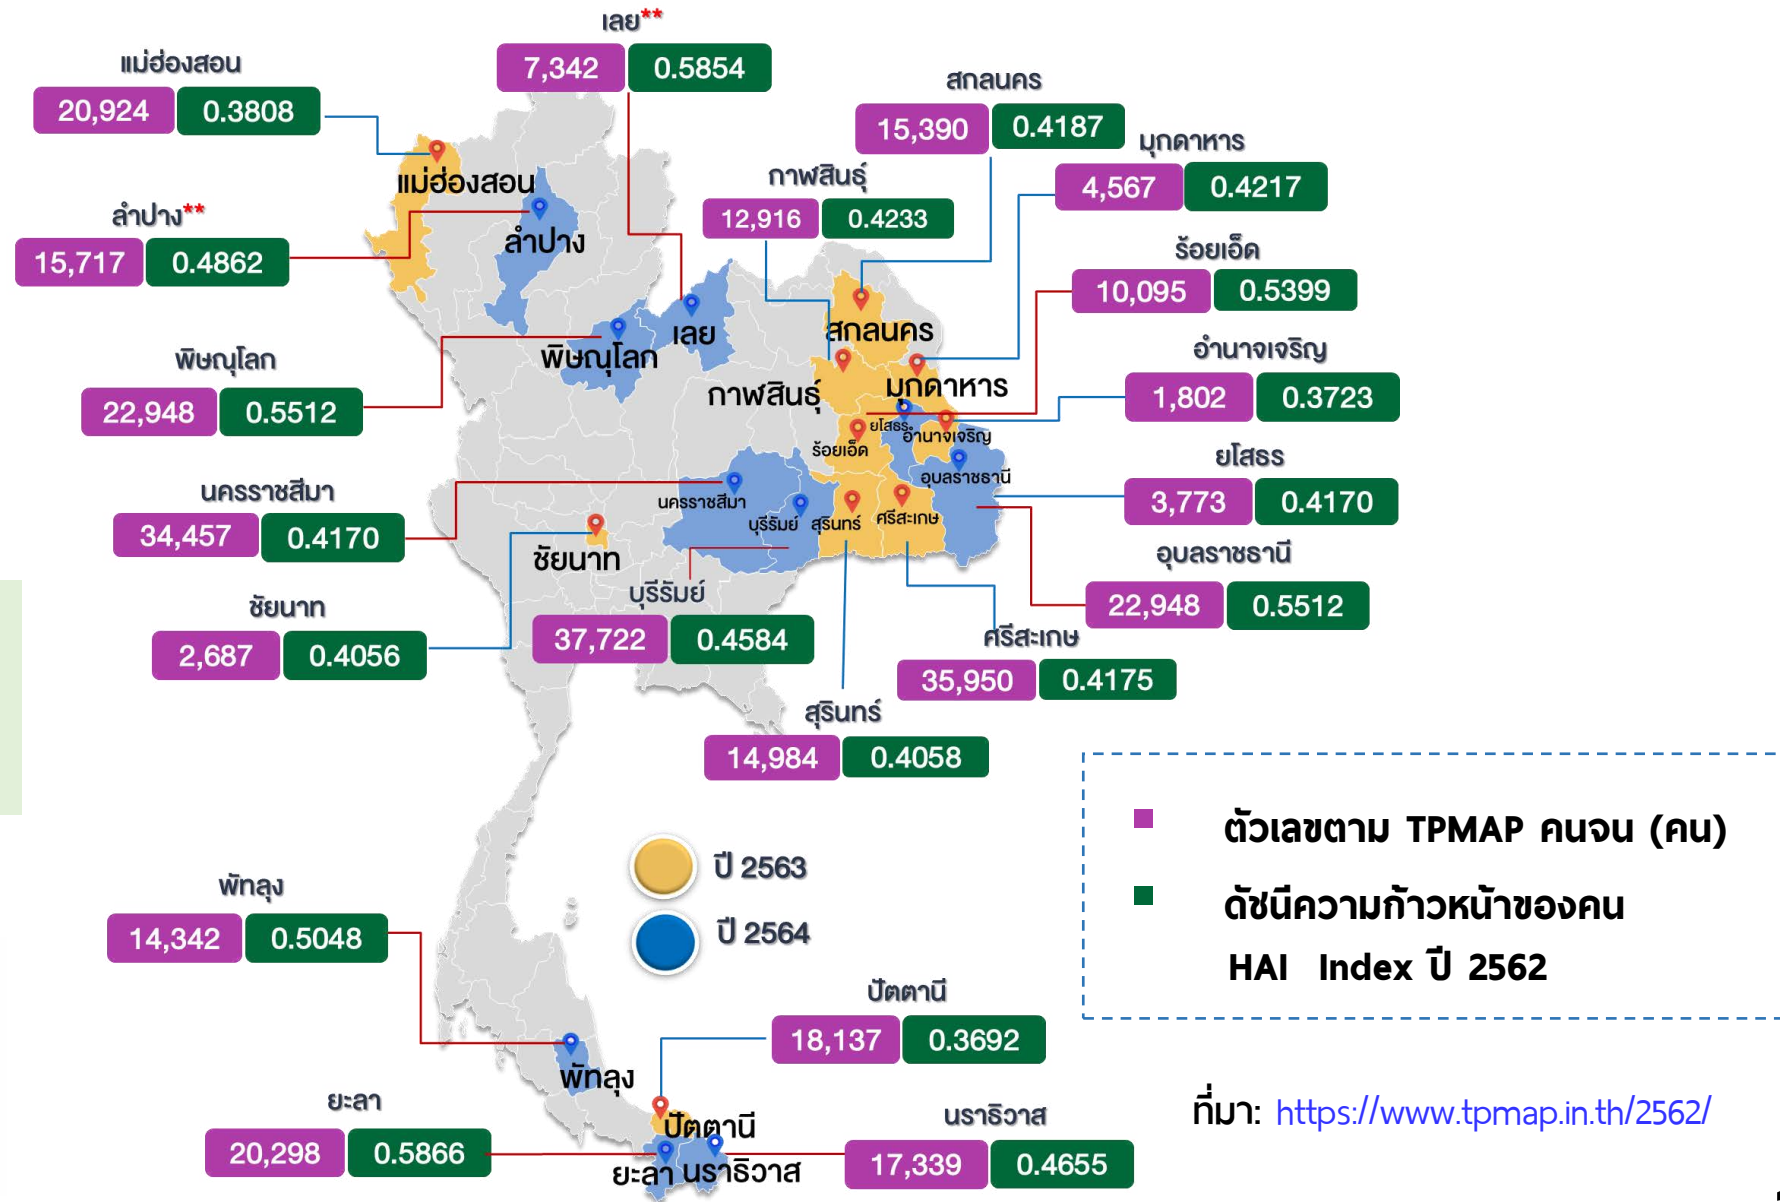 เลย**
7,342 0.5854
แม่ฮ่องสอน
20,924 0.3808
สกลนคร
15,390 0.4187
มุกดาหาร
4,567 0.4217
กาฬสินธุ์
12,916 0.4233
ลำปาง**
15,717 0.4862
ร้อยเอ็ด
10,095 0.5399
อำนาจเจริญ
1,802 0.3723
พิษณุโลก
22,948 0.5512
ยโสธร
3,773 0.4170
นครราชสีมา
34,457 0.4170
อุบลราชธานี
22,948 0.5512
ชัยนาท
2,687 0.4056
บุรีรัมย์
37,722 0.4584
ศรีสะเกษ
35,950 0.4175
สุรินทร์
14,984 0.4058
แม่ฮ่องสอน
ลำปาง
เลย
พิษณุโลก
สกลนคร
กาฬสินธุ์
มุกดาหาร
ยโสธร
อำนาจเจริญ
ร้อยเอ็ด
อุบลราชธานี
นครราชสีมา
บุรีรัมย์
สุรินทร์
ศรีสะเกษ
ชัยนาท
ปี 2563
ปี 2564
ตัวเลขตาม TPMAP คนจน (คน)
ดัชนีความก้าวหน้าของคน
HAI Index ปี 2562
พัทลุง
14,342 0.5048
ปัตตานี
18,137 0.3692
พัทลุง
ยะลา
20,298 0.5866
ปัตตานี
ยะลา
นราธิวาส
นราธิวาส
17,339 0.4655
ที่มา: https://www.tpmap.in.th/2562/